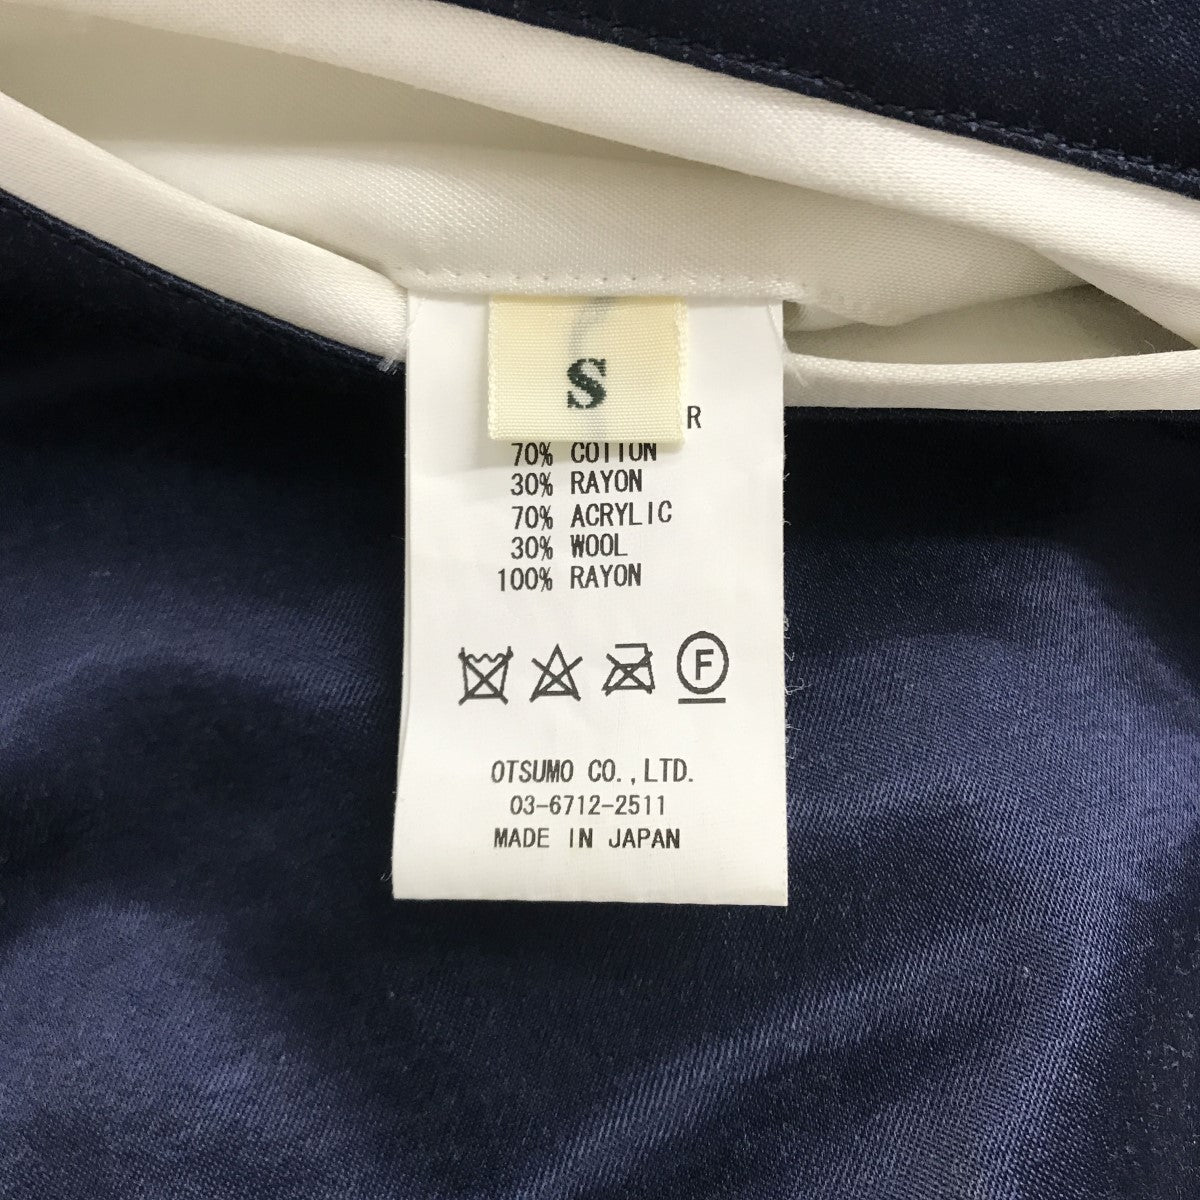 S
R
70% COTTON
30% RAYON
70% ACRYLIC
30% WOOL
100% RAYON
F
OTSUMO CO.,LTD.
03-6712-2511
MADE IN JAPAN